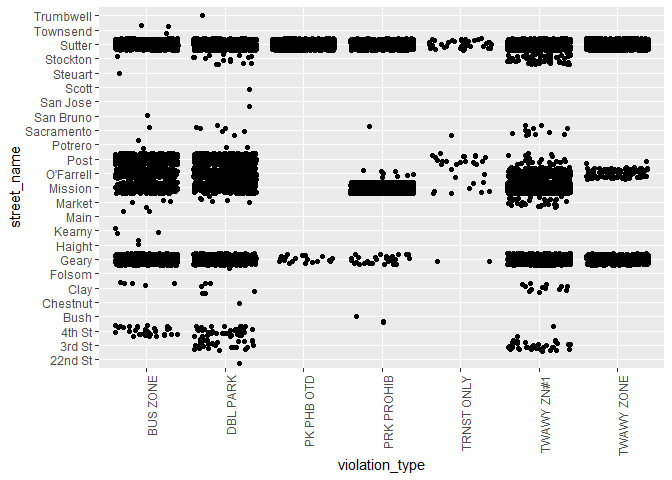 Trumbwell
Townsend
Sutter
Stockton
Steuart
Scott
San Jose
San Bruno
Sacramento
Potrero
Post
O'Farrell
Mission
Market
Main
Kearny
Haight
Geary
Folsom
Clay
Chestnut
Bush
4th St
3rd St
22nd St
street_name
BUS ZONE
DBL PARK
PK PHB OTD
PRK PROHIB
TRNST ONLY
TWAWY ZN#1
TWAWY ZONE
violation_type